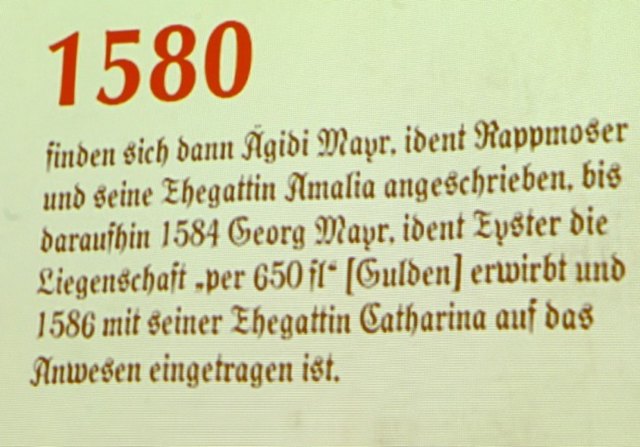 1580
finden sich dann Ägidi Mayr, ident Rappmoser
und seine Ehegattin Amalia angeschrieben, bis
daraufhin 1584 Georg Mayr, ident Eyster die
Liegenschaft „per 650 fl“ [Gulden] erwirbt und
1586 mit seiner Ehegattin Catharina auf das
Anwesen eingetragen ist.